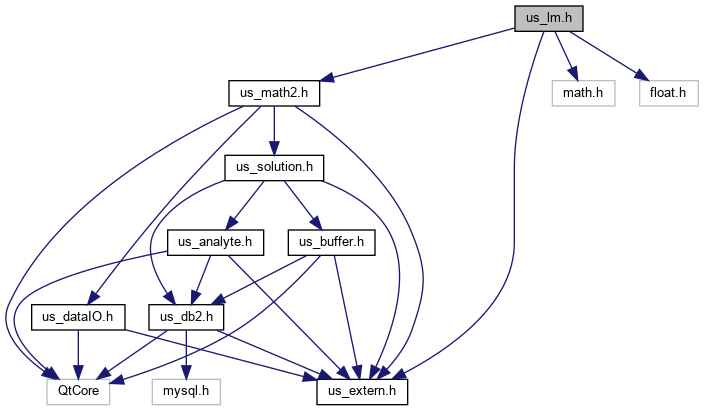 us_lm.h
us_math2.h
math.h
float.h
us_solution.h
us_analyte.h
us_buffer.h
us_dataIO.h
us_db2.h
QtCore
mysql.h
us_extern.h